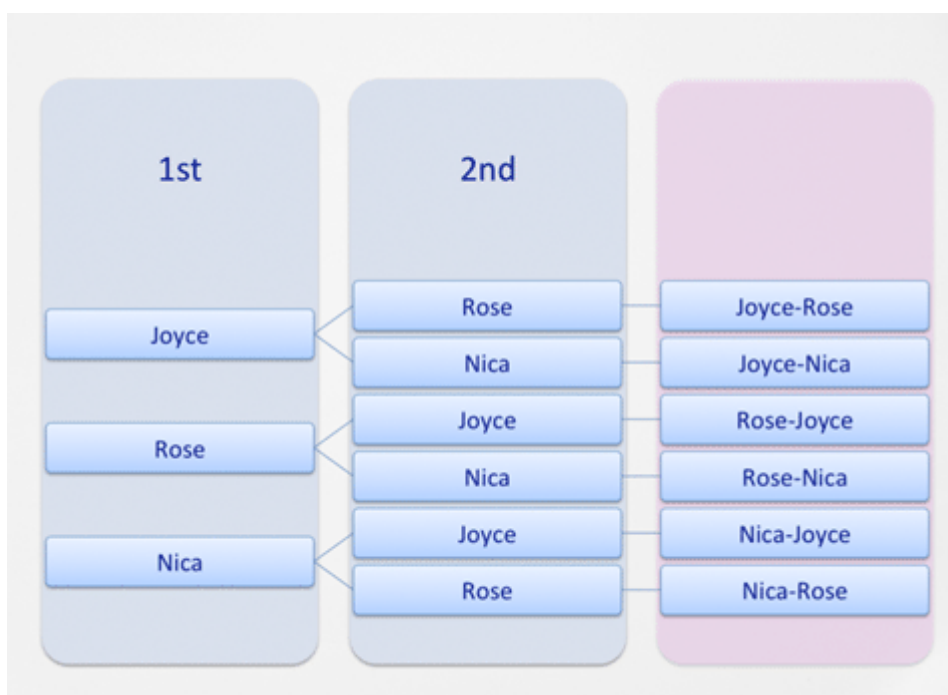 1st
2nd
Joyce
Rose
Joyce-Rose
Nica
Joyce-Nica
Rose
Joyce
Rose-Joyce
Nica
Rose-Nica
Nica
Joyce
Nica-Joyce
Rose
Nica-Rose